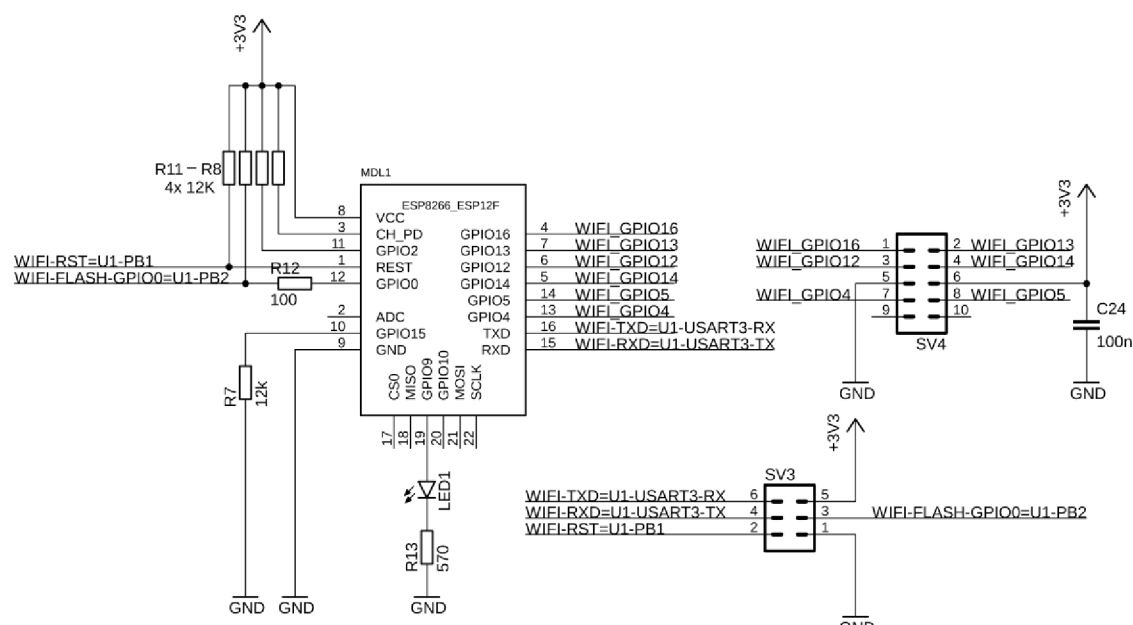 +3V3
R11 – R8
4x 12K
MDL1
ESP8266_ESP12F
8 VCC
3 CH_PD
11 GPIO2
WIFI-RST=U1-PB1 1 REST
WIFI-FLASH-GPIO0=U1-PB2 R12 12 GPIO0
100
2 ADC
10 GPIO15
9 GND
GPIO16 4 WIFI_GPIO16
GPIO13 7 WIFI_GPIO13
GPIO12 6 WIFI_GPIO12
GPIO14 5 WIFI_GPIO14
GPIO5 14 WIFI_GPIO5
GPIO4 13 WIFI_GPIO4
TXD 16 WIFI-TXD=U1-USART3-RX
RXD 15 WIFI-RXD=U1-USART3-TX
CS0
MISO
GPIO9
GPIO10
MOSI
SCLK
17
18
19
20
21
22
R7
12k
LED1
R13
570
GND
GND
GND
+3V3
WIFI_GPIO16 1 2 WIFI_GPIO13
WIFI_GPIO12 3 4 WIFI_GPIO14
5 6
WIFI_GPIO4 7 8 WIFI_GPIO5
9 10
SV4
C24
100n
GND
GND
+3V3
SV3
WIFI-TXD=U1-USART3-RX 6 5
WIFI-RXD=U1-USART3-TX 4 3 WIFI-FLASH-GPIO0=U1-PB2
WIFI-RST=U1-PB1 2 1
GND